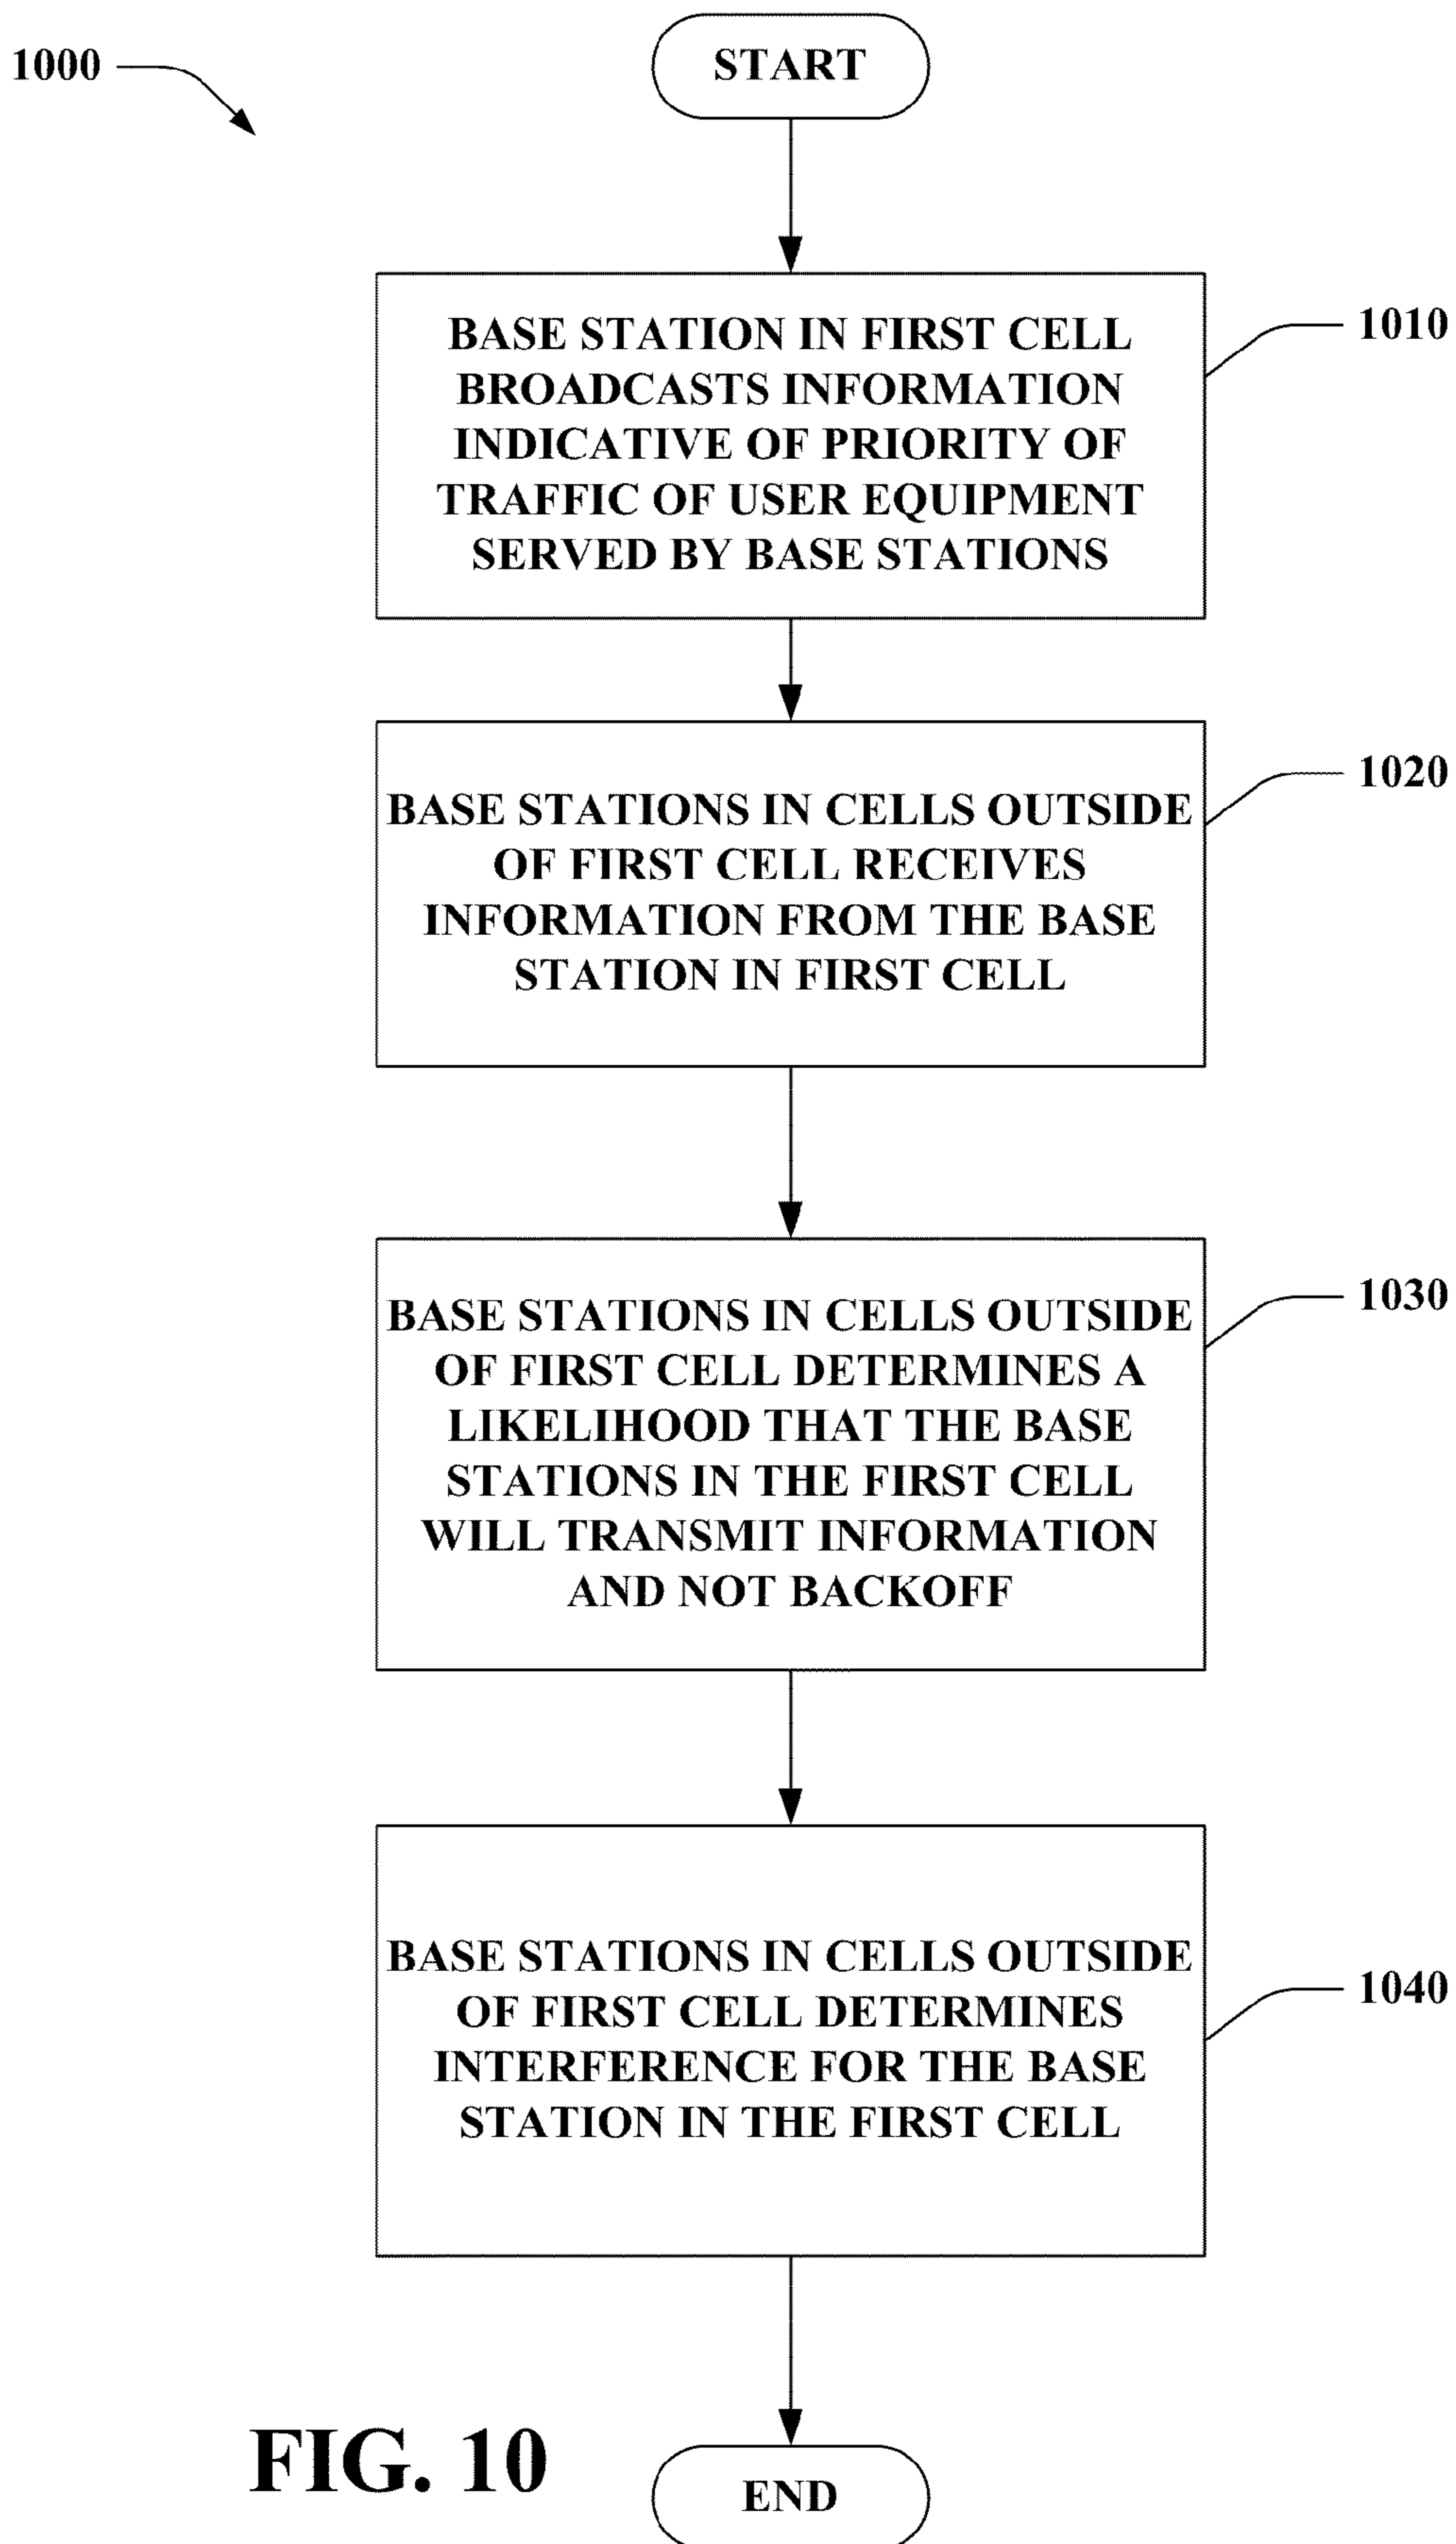 1000
START
BASE STATION IN FIRST CELL
BROADCASTS INFORMATION
INDICATIVE OF PRIORITY OF
TRAFFIC OF USER EQUIPMENT
SERVED BY BASE STATIONS
1010
BASE STATIONS IN CELLS OUTSIDE
OF FIRST CELL RECEIVES
INFORMATION FROM THE BASE
STATION IN FIRST CELL
1020
BASE STATIONS IN CELLS OUTSIDE
OF FIRST CELL DETERMINES A
LIKELIHOOD THAT THE BASE
STATIONS IN THE FIRST CELL
WILL TRANSMIT INFORMATION
AND NOT BACKOFF
1030
BASE STATIONS IN CELLS OUTSIDE
OF FIRST CELL DETERMINES
INTERFERENCE FOR THE BASE
STATION IN THE FIRST CELL
1040
FIG. 10
END